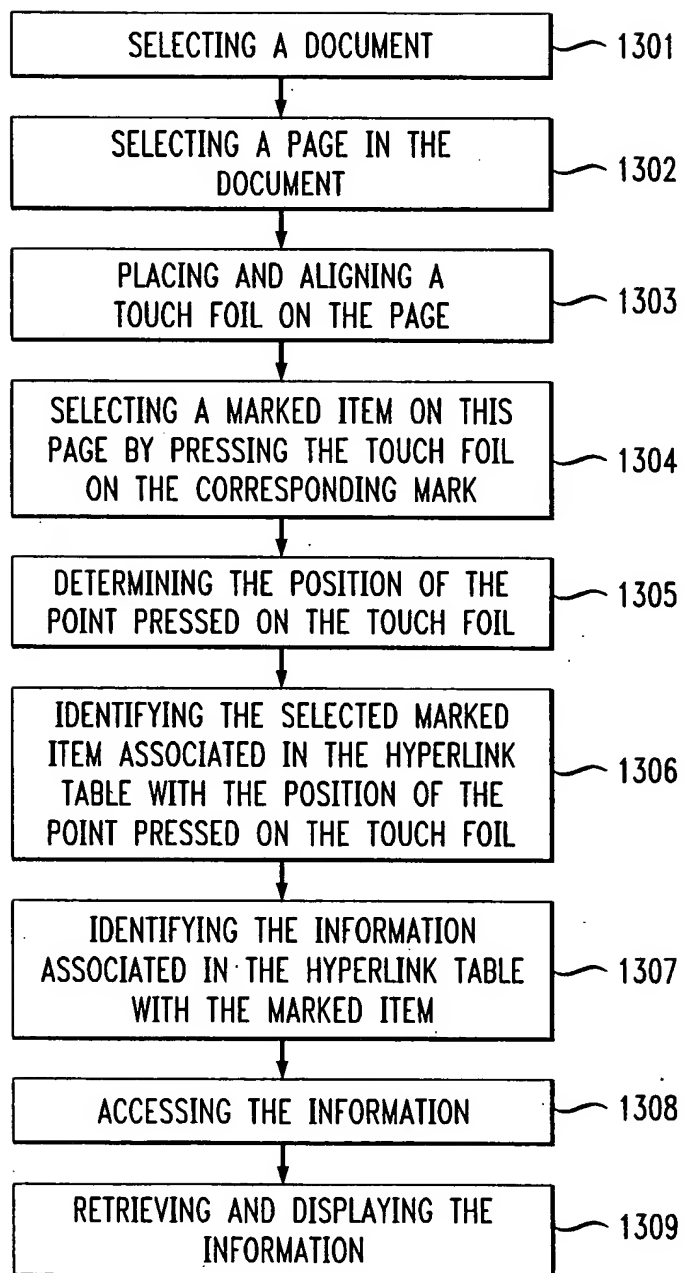 SELECTING A DOCUMENT
1301
SELECTING A PAGE IN THE
DOCUMENT
1302
PLACING AND ALIGNING A
TOUCH FOIL ON THE PAGE
1303
SELECTING A MARKED ITEM ON THIS
PAGE BY PRESSING THE TOUCH FOIL
ON THE CORRESPONDING MARK
1304
DETERMINING THE POSITION OF THE
POINT PRESSED ON THE TOUCH FOIL
1305
IDENTIFYING THE SELECTED MARKED
ITEM ASSOCIATED IN THE HYPERLINK
TABLE WITH THE POSITION OF THE
POINT PRESSED ON THE TOUCH FOIL
1306
IDENTIFYING THE INFORMATION
ASSOCIATED IN THE HYPERLINK TABLE
WITH THE MARKED ITEM
1307
ACCESSING THE INFORMATION
1308
RETRIEVING AND DISPLAYING THE
INFORMATION
1309